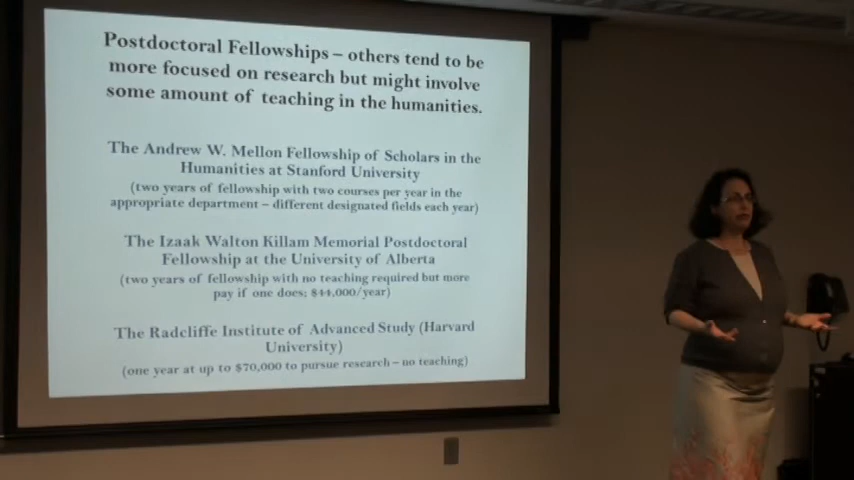 Postdoctoral Fellowships – others tend to be
more focused on research but might involve
some amount of teaching in the humanities.
The Andrew W. Mellon Fellowship of Scholars in the
Humanities at Stanford University
(two years of fellowship with two courses per year in the
appropriate department – different designated fields each year)
The Izaak Walton Killam Memorial Postdoctoral
Fellowship at the University of Alberta
(two years of fellowship with no teaching required but more
pay if one does; $44,000/year)
The Radcliffe Institute of Advanced Study (Harvard
University)
(one year at up to $70,000 to pursue research – no teaching)